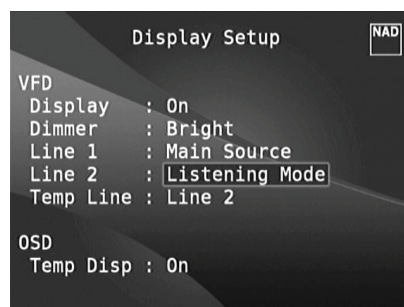 Display Setup
NAD
VFD
Display : On
Dimmer : Bright
Line 1 : Main Source
Line 2 : Listening Mode
Temp Line : Line 2
OSD
Temp Disp : On